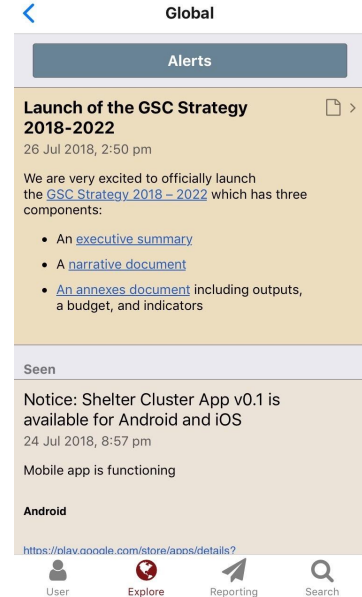 Global
Alerts
Launch of the GSC Strategy
2018-2022
26 Jul 2018, 2:50 pm
We are very excited to officially launch
the GSC Strategy 2018 – 2022 which has three
components:
• An executive summary
• A narrative document
• An annexes document including outputs,
a budget, and indicators
Seen
Notice: Shelter Cluster App v0.1 is
available for Android and iOS
24 Jul 2018, 8:57 pm
Mobile app is functioning
Android
https://play.google.com/store/apps/details?
User Explore Reporting Search